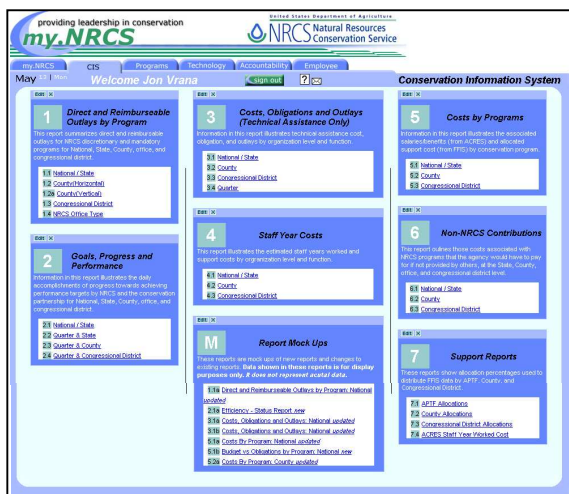 providing leadership in conservation
my.NRCS
United States Department of Agriculture
NRCS Natural Resources
Conservation Service
my.NRCS CIS Programs Technology Accountability Employee
May 23 | Mon Welcome Jon Vrana sign out ? Conservation Information System
Edit X
1 Direct and Reimburseable
Outlays by Program
This report summarizes direct and reimburseable
outlays for NRCS discretionary and mandatory
programs for National, State, County, office, and
congressional district.
1.1 National / State
1.2 County(Horizontal)
1.2a County(Vertical)
1.3 Congressional District
1.4 NRCS Office Type
Edit X
2 Goals, Progress and
Performance
Information in this report illustrates the daily
accomplishments of progress towards achieving
performance targets by NRCS and the conservation
partnership for National, State, County, office, and
congressional district.
2.1 National / State
2.2 Quarter & State
2.3 Quarter & County
2.4 Quarter & Congressional District
Edit X
3 Costs, Obligations and Outlays
(Technical Assistance Only)
Information in this report illustrates technical assistance cost,
obligation, and outlays by organization level and function.
3.1 National / State
3.2 County
3.3 Congressional District
3.4 Quarter
Edit X
4 Staff Year Costs
This report illustrates the estimated staff years worked and
support costs by organization level and function.
4.1 National / State
4.2 County
4.3 Congressional District
Edit X
M Report Mock Ups
These reports are mock ups of new reports and changes to
existing reports. Data shown in these reports is for display
purposes only. It does not represent acatal data.
1.1a Direct and Reimburseable Outlays by Program: National
updated
2.1a Efficiency - Status Report new
3.1a Costs, Obligations and Outlays: National updated
3.1b Costs, Obligations and Outlays: National updated
5.1a Costs By Program: National updated
5.1b Budget vs Obligations by Program: National new
5.2a Costs By Program: County updated
Edit X
5 Costs by Programs
Information in this report illustrates the associated
salaries/benefits (from ACRES) and allocated
support cost (from FFIS) by conservation program.
5.1 National / State
5.2 County
5.3 Congressional District
Edit X
6 Non-NRCS Contributions
This report oulines those costs associated with
NRCS programs that the agency would have to pay
for if not provided by others, at the State, County,
office, and congressional district level.
6.1 National / State
6.2 County
6.3 Congressional District
Edit X
7 Support Reports
These reports show allocation percentages used to
distribute FFIS data by APTF, County, and
Congressional District.
7.1 APTF Allocations
7.2 County Allocations
7.3 Congressional District Allocations
7.4 ACRES Staff Year Worked Cost